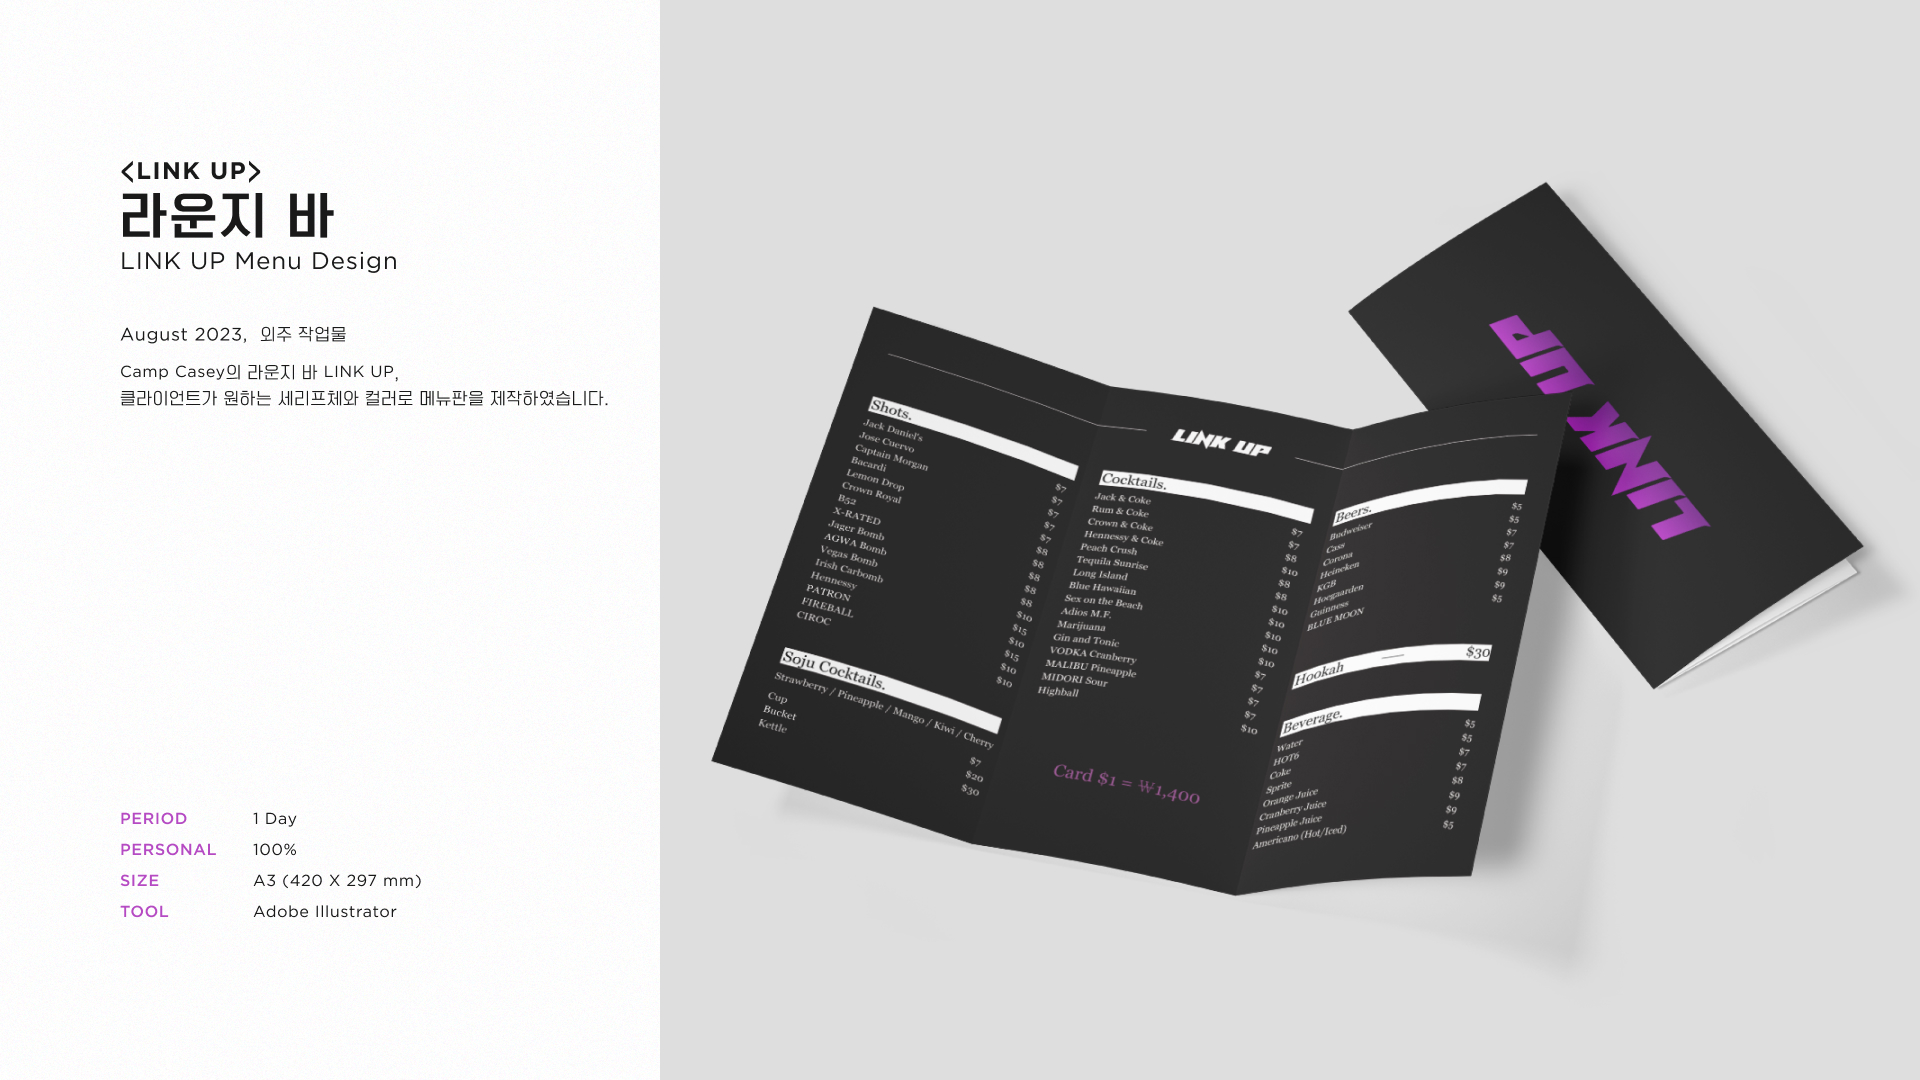 <LINK UP>
라운지 바
LINK UP Menu Design
August 2023, 외주 작업물
Camp Casey의 라운지 바 LINK UP,
클라이언트가 원하는 세리프체와 컬러로 메뉴판을 제작하였습니다.
PERIOD 1 Day
PERSONAL 100%
SIZE A3 (420 X 297 mm)
TOOL Adobe Illustrator
Shots.
Jack Daniel's $7
Jose Cuervo $7
Captain Morgan $7
Bacardi $7
Lemon Drop $7
Crown Royal $8
B52 $8
X-RATED $8
Jager Bomb $8
AGWA Bomb $8
Vegas Bomb $10
Irish Carbomb $15
Hennessy $10
PATRON $15
FIREBALL $10
CIROC $10
Soju Cocktails.
Strawberry / Pineapple / Mango / Kiwi / Cherry
Cup $7
Bucket $20
Kettle $30
LINK UP
Cocktails.
Jack & Coke $7
Rum & Coke $7
Crown & Coke $8
Hennessy & Coke $10
Peach Crush $8
Tequila Sunrise $8
Long Island $10
Blue Hawaiian $10
Sex on the Beach $10
Adios M.F. $10
Marijuana $10
Gin and Tonic $7
VODKA Cranberry $7
MALIBU Pineapple $7
MIDORI Sour $7
Highball $10
Card $1 = ₩1,400
Beers.
Budweiser $5
Cass $5
Corona $7
Heineken $7
KGB $8
Hoegaarden $9
Guinness $9
BLUE MOON $5
Hookah — $30
Beverage.
Water $5
HOT6 $5
Coke $7
Sprite $7
Orange Juice $8
Cranberry Juice $9
Pineapple Juice $9
Americano (Hot/Iced) $5
LINK UP